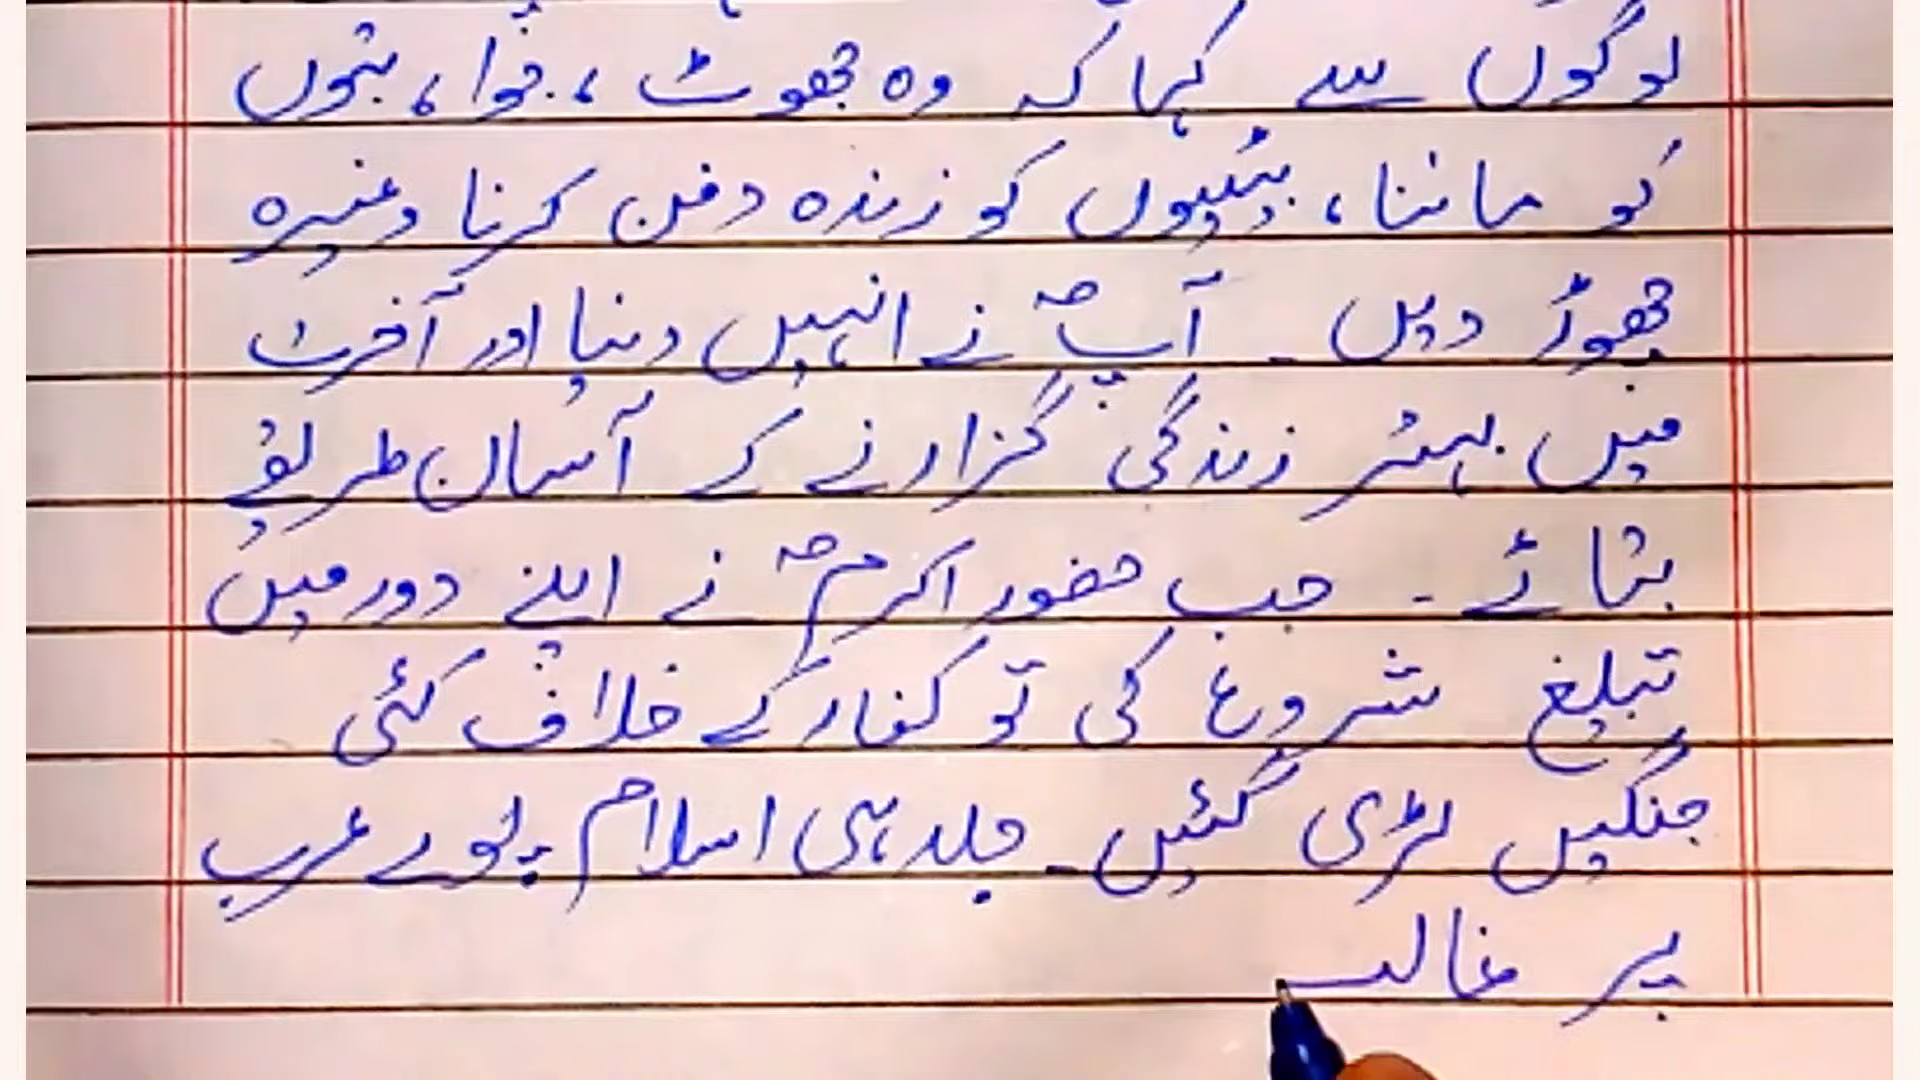 لوگوں سے کہا کہ وہ جھوٹ، جُوا، بتوں
کو ماننا، بیٹیوں کو زندہ دفن کرنا وغیرہ
چھوڑ دیں۔ آپؐ نے انہیں دنیا اور آخرت
میں بہتر زندگی گزارنے کے آسان طریقے
بتائے۔ جب حضور اکرمؐ نے اپنے دور میں
تبلیغ شروع کی تو کفار کے خلاف کئی
جنگیں لڑی گئیں۔ جلد ہی اسلام پورے عرب
پر غالب